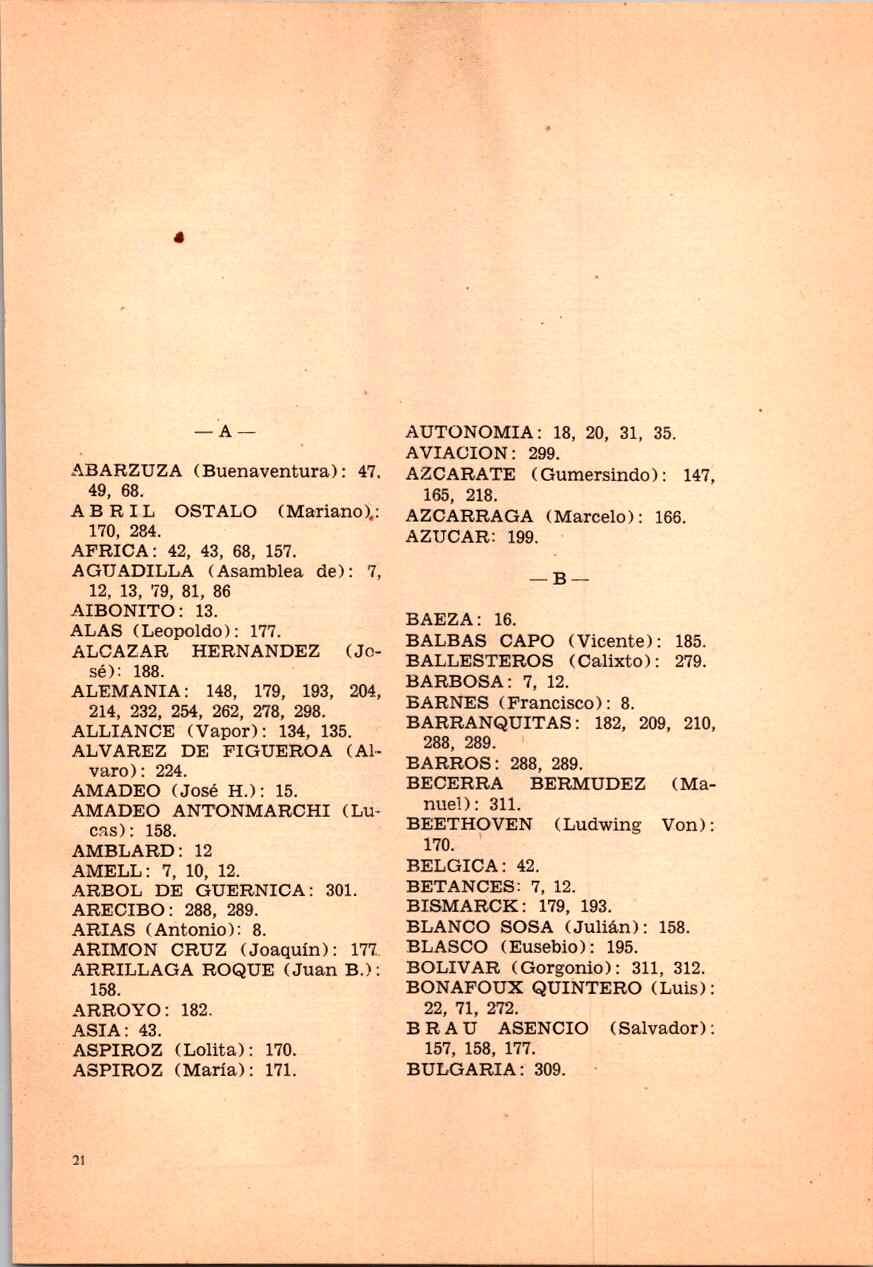 — A —
ABARZUZA (Buenaventura): 47,
49, 68.
ABRIL OSTALO (Mariano):
170, 284.
AFRICA: 42, 43, 68, 157.
AGUADILLA (Asamblea de): 7,
12, 13, 79, 81, 86
AIBONITO: 13.
ALAS (Leopoldo): 177.
ALCAZAR HERNANDEZ (Jo-
sé): 188.
ALEMANIA: 148, 179, 193, 204,
214, 232, 254, 262, 278, 298.
ALLIANCE (Vapor): 134, 135.
ALVAREZ DE FIGUEROA (Al-
varo): 224.
AMADEO (José H.): 15.
AMADEO ANTONMARCHI (Lu-
cas): 158.
AMBLARD: 12
AMELL: 7, 10, 12.
ARBOL DE GUERNICA: 301.
ARECIBO: 288, 289.
ARIAS (Antonio): 8.
ARIMON CRUZ (Joaquín): 177.
ARRILLAGA ROQUE (Juan B.):
158.
ARROYO: 182.
ASIA: 43.
ASPIROZ (Lolita): 170.
ASPIROZ (María): 171.
AUTONOMIA: 18, 20, 31, 35.
AVIACION: 299.
AZCARATE (Gumersindo): 147,
165, 218.
AZCARRAGA (Marcelo): 166.
AZUCAR: 199.
— B —
BAEZA: 16.
BALBAS CAPO (Vicente): 185.
BALLESTEROS (Calixto): 279.
BARBOSA: 7, 12.
BARNES (Francisco): 8.
BARRANQUITAS: 182, 209, 210,
288, 289.
BARROS: 288, 289.
BECERRA BERMUDEZ (Ma-
nuel): 311.
BEETHOVEN (Ludwing Von):
170.
BELGICA: 42.
BETANCES: 7, 12.
BISMARCK: 179, 193.
BLANCO SOSA (Julián): 158.
BLASCO (Eusebio): 195.
BOLIVAR (Gorgonio): 311, 312.
BONAFOUX QUINTERO (Luis):
22, 71, 272.
BRAU ASENCIO (Salvador):
157, 158, 177.
BULGARIA: 309.
21